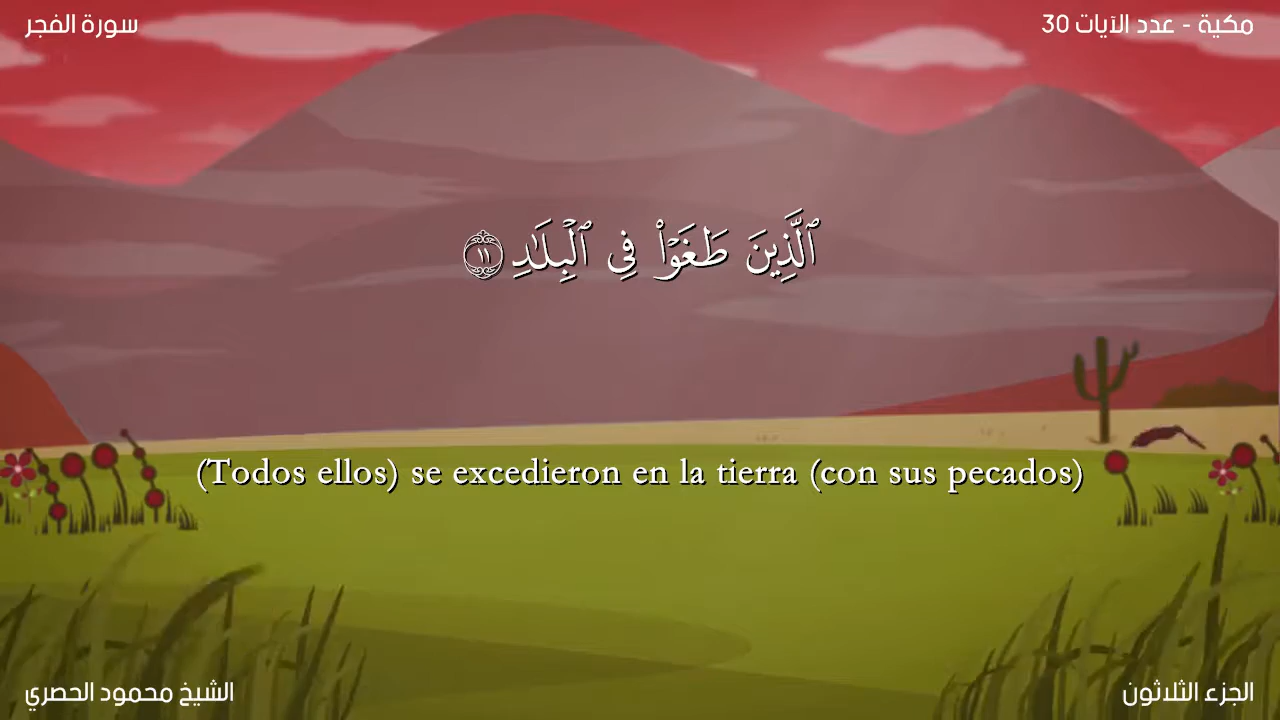 مكية - عدد الآيات 30
سورة الفجر
ٱلَّذِينَ طَغَوْا۟ فِى ٱلْبِلَٰدِ ١١
(Todos ellos) se excedieron en la tierra (con sus pecados)
الجزء الثلاثون
الشيخ محمود الحصري